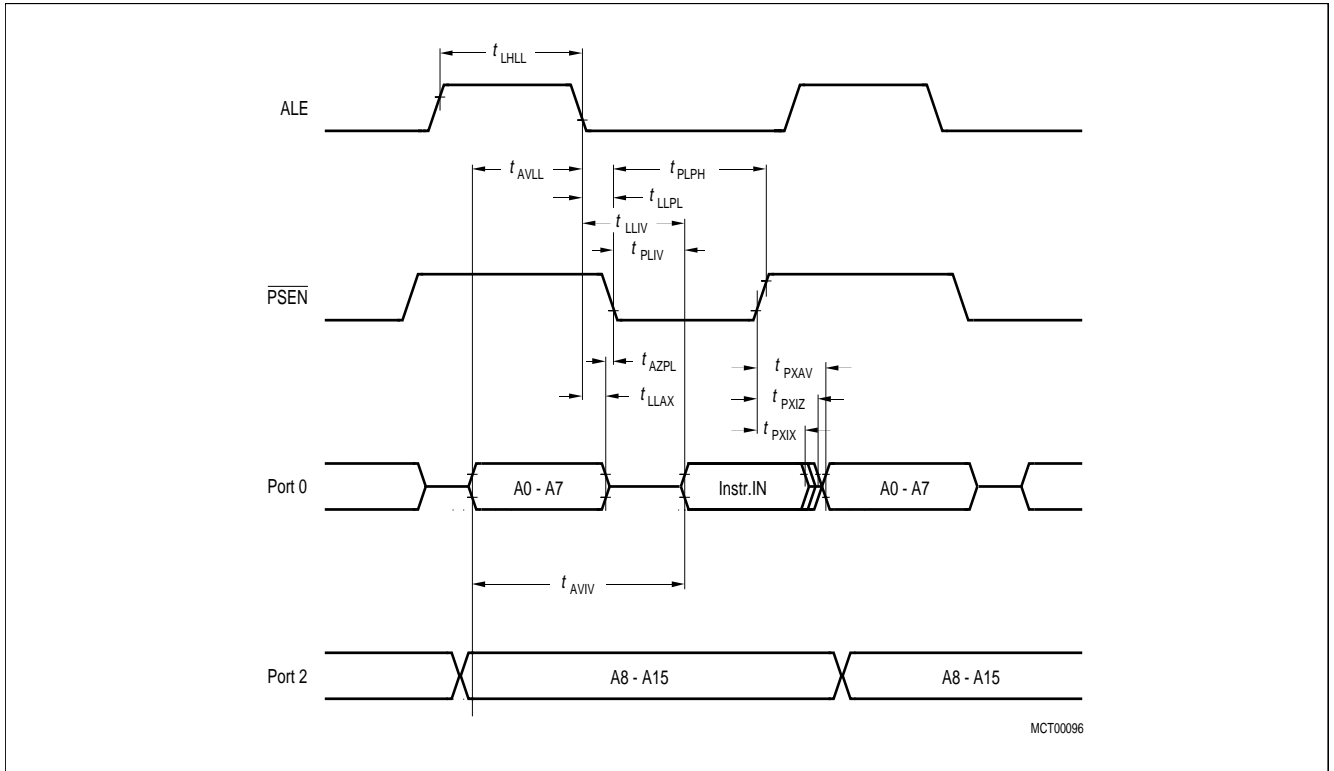 t LHLL
ALE
t AVLL
t PLPH
t LLPL
t LLIV
t PLIV
PSEN
t AZPL
t PXAV
t LLAX
t PXIZ
t PXIX
Port 0
A0 - A7
Instr.IN
A0 - A7
t AVIV
Port 2
A8 - A15
A8 - A15
MCT00096